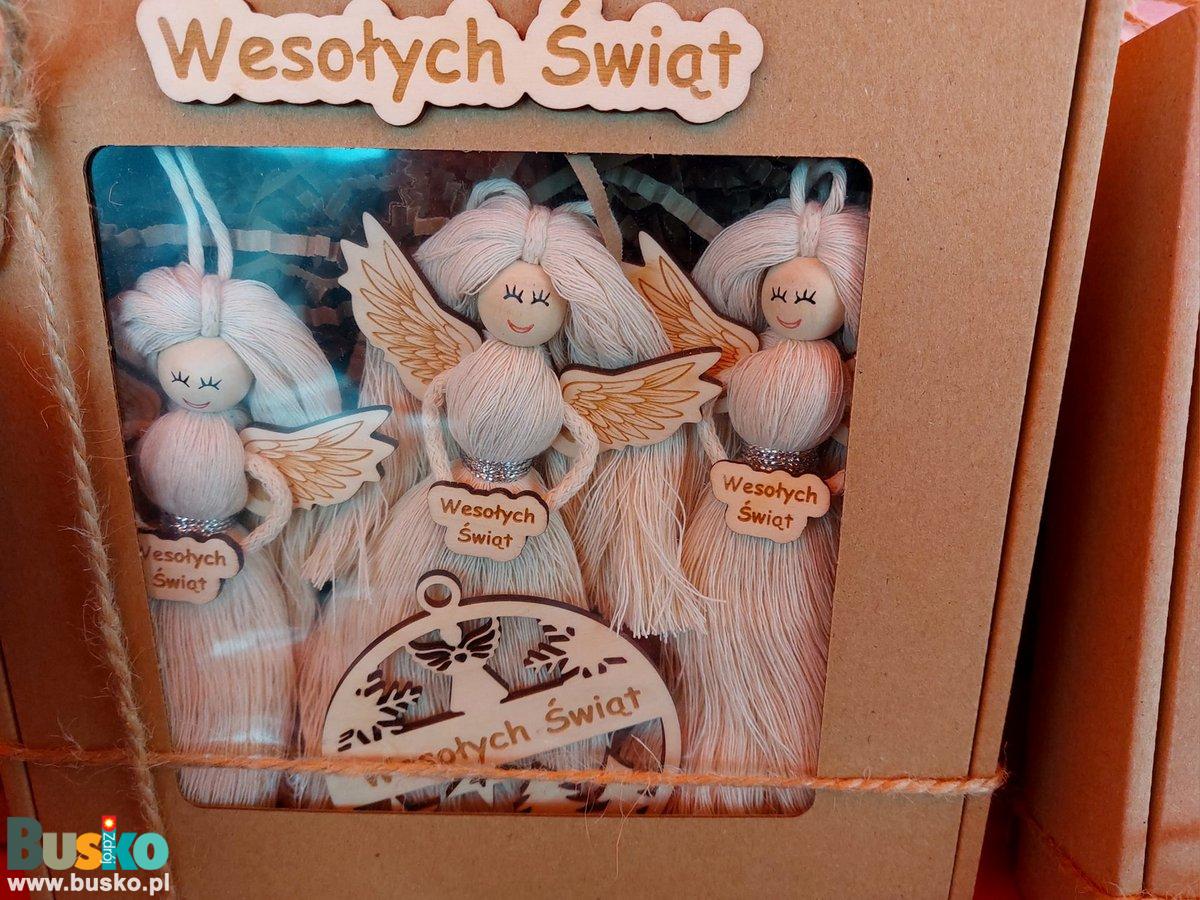 Wesołych Świąt
Wesołych
Świąt
Wesołych
Świąt
Wesołych
Świąt
Wesołych Świąt
Busko
Zdrój
www.busko.pl